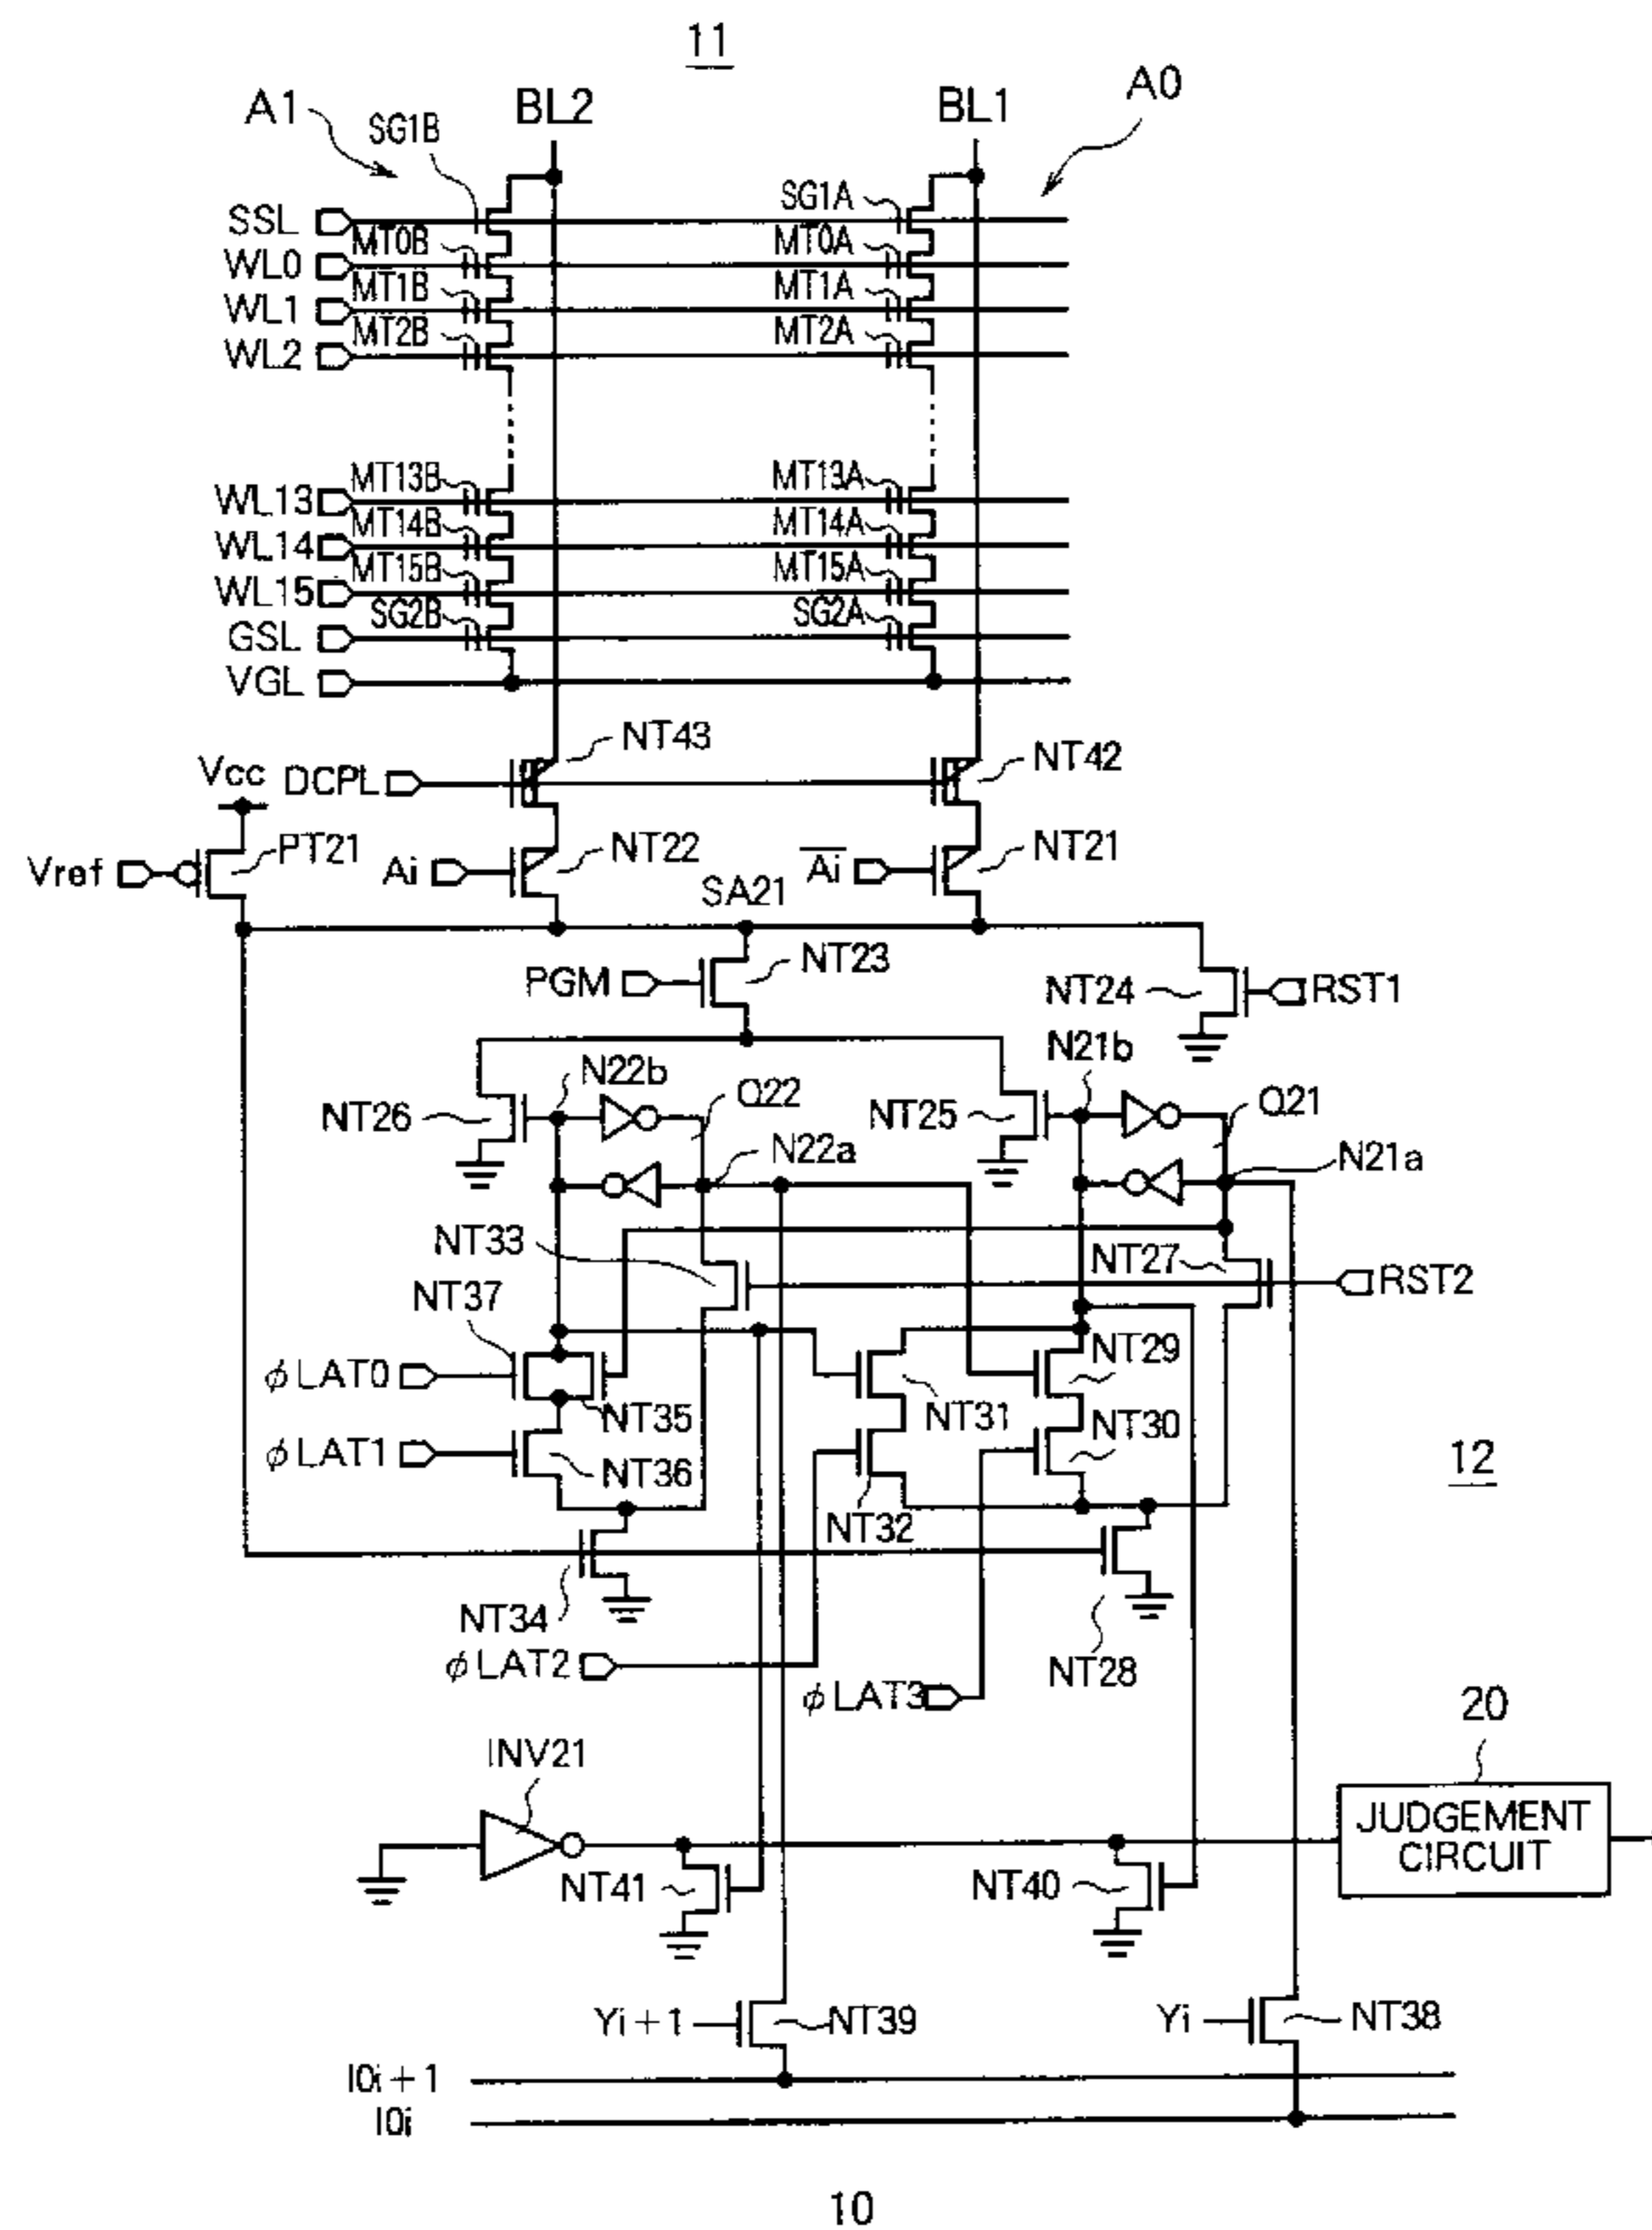 11
A1
SG1B
BL2
BL1
A0
SSL
SG1A
MT0B
MT0A
WL0
MT1B
MT1A
WL1
MT2B
MT2A
WL2
MT13B
MT13A
WL13
MT14B
MT14A
WL14
MT15B
MT15A
WL15
SG2B
SG2A
GSL
VGL
NT43
NT42
Vcc
DCPL
PT21
NT22
NT21
Vref
Ai
A̅i̅
SA21
PGM
NT23
NT24
RST1
N22b
N21b
NT26
Q22
NT25
Q21
N22a
N21a
NT33
NT27
RST2
NT37
NT29
φLAT0
NT35
NT31
NT30
φLAT1
NT36
12
NT32
NT34
φLAT2
NT28
φLAT3
20
INV21
JUDGEMENT
CIRCUIT
NT41
NT40
Yi+1
NT39
Yi
NT38
I0i+1
I0i
10